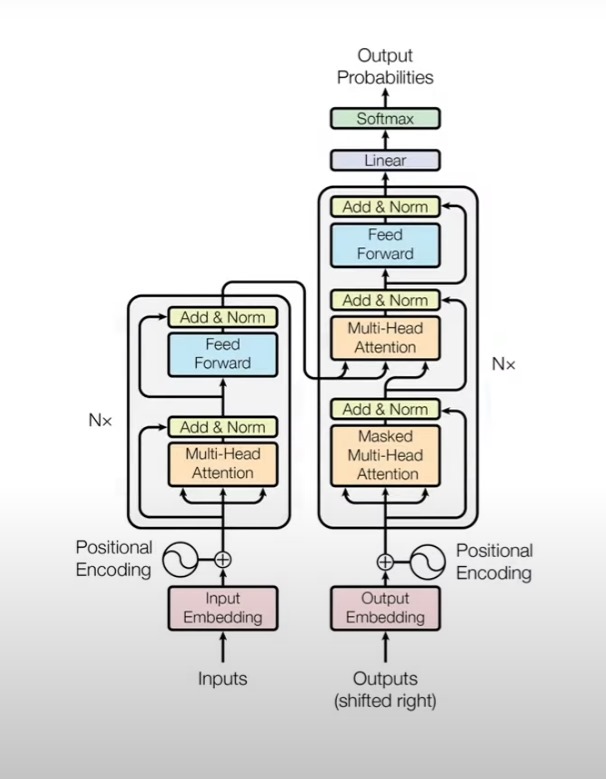 Output
Probabilities
Softmax
Linear
Add & Norm
Feed
Forward
Add & Norm
Multi-Head
Attention
Add & Norm
Masked
Multi-Head
Attention
N×
Add & Norm
Feed
Forward
Add & Norm
Multi-Head
Attention
N×
Positional
Encoding
Positional
Encoding
Input
Embedding
Output
Embedding
Inputs
Outputs
(shifted right)